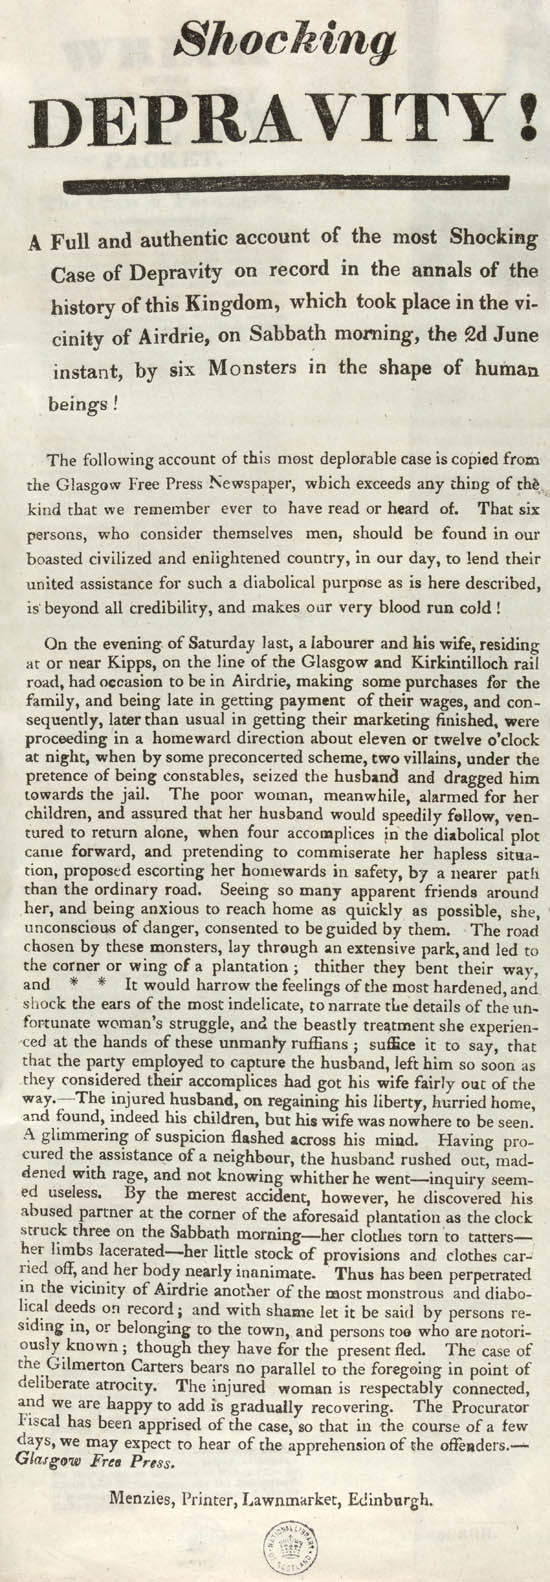 Shocking
DEPRAVITY!
A Full and authentic account of the most Shocking
Case of Depravity on record in the annals of the
history of this Kingdom, which took place in the vi-
cinity of Airdrie, on Sabbath morning, the 2d June
instant, by six Monsters in the shape of human
beings!
The following account of this most deplorable case is copied from
the Glasgow Free Press Newspaper, which exceeds any thing of the
kind that we remember ever to have read or heard of. That six
persons, who consider themselves men, should be found in our
boasted civilized and enlightened country, in our day, to lend their
united assistance for such a diabolical purpose as is here described,
is beyond all credibility, and makes our very blood run cold!
On the evening of Saturday last, a labourer and his wife, residing
at or near Kipps, on the line of the Glasgow and Kirkintilloch rail
road, had occasion to be in Airdrie, making some purchases for the
family, and being late in getting payment of their wages, and con-
sequently, later than usual in getting their marketing finished, were
proceeding in a homeward direction about eleven or twelve o'clock
at night, when by some preconcerted scheme, two villains, under the
pretence of being constables, seized the husband and dragged him
towards the jail. The poor woman, meanwhile, alarmed for her
children, and assured that her husband would speedily follow, ven-
tured to return alone, when four accomplices in the diabolical plot
came forward, and pretending to commiserate her hapless situa-
tion, proposed escorting her homewards in safety, by a nearer path
than the ordinary road. Seeing so many apparent friends around
her, and being anxious to reach home as quickly as possible, she,
unconscious of danger, consented to be guided by them. The road
chosen by these monsters, lay through an extensive park, and led to
the corner or wing of a plantation; thither they bent their way,
and * * It would harrow the feelings of the most hardened, and
shock the ears of the most indelicate, to narrate the details of the un-
fortunate woman's struggle, and the beastly treatment she experien-
ced at the hands of these unmanly ruffians; suffice it to say, that
that the party employed to capture the husband, left him so soon as
they considered their accomplices had got his wife fairly out of the
way.—The injured husband, on regaining his liberty, hurried home,
and found, indeed his children, but his wife was nowhere to be seen.
A glimmering of suspicion flashed across his mind. Having pro-
cured the assistance of a neighbour, the husband rushed out, mad-
dened with rage, and not knowing whither he went—inquiry seem-
ed useless. By the merest accident, however, he discovered his
abused partner at the corner of the aforesaid plantation as the clock
struck three on the Sabbath morning—her clothes torn to tatters—
her limbs lacerated—her little stock of provisions and clothes car-
ried off, and her body nearly inanimate. Thus has been perpetrated
in the vicinity of Airdrie another of the most monstrous and diabo-
lical deeds on record; and with shame let it be said by persons re-
siding in, or belonging to the town, and persons too who are notori-
ously known; though they have for the present fled. The case of
the Gilmerton Carters bears no parallel to the foregoing in point of
deliberate atrocity. The injured woman is respectably connected,
and we are happy to add is gradually recovering. The Procurator
Fiscal has been apprised of the case, so that in the course of a few
days, we may expect to hear of the apprehension of the offenders.—
Glasgow Free Press.
Menzies, Printer, Lawnmarket, Edinburgh.
NATIONAL LIBRARY
OF SCOTLAND